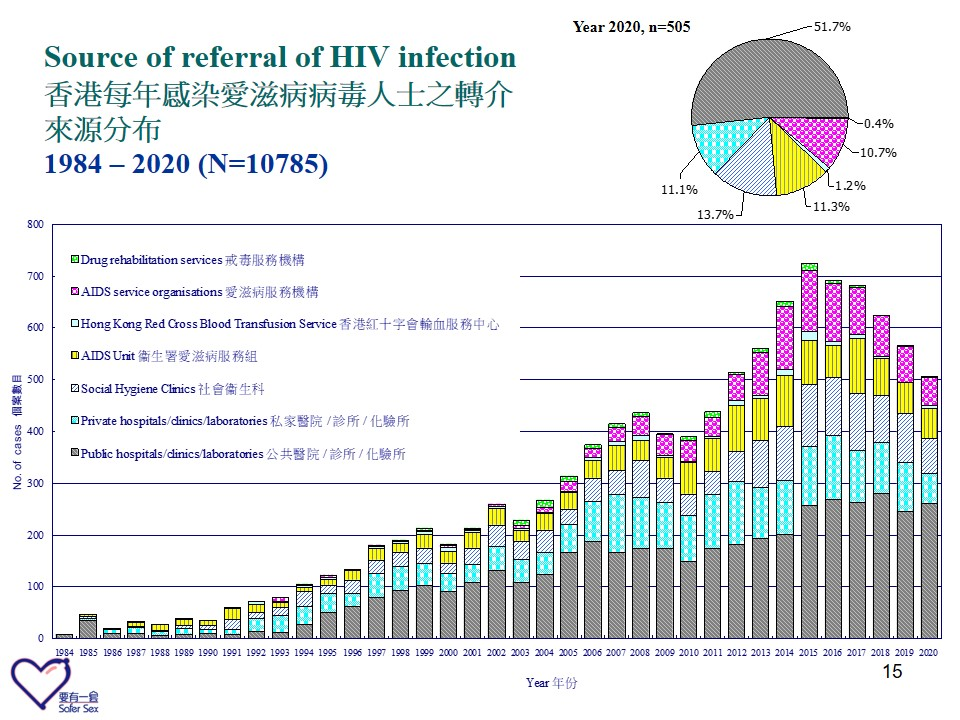 Source of referral of HIV infection
香港每年感染愛滋病病毒人士之轉介
來源分布
1984 – 2020 (N=10785)
Year 2020, n=505
51.7%
0.4%
10.7%
1.2%
11.3%
13.7%
11.1%
No. of cases 個案數目
800
700
600
500
400
300
200
100
0
Drug rehabilitation services 戒毒服務機構
AIDS service organisations 愛滋病服務機構
Hong Kong Red Cross Blood Transfusion Service 香港紅十字會輸血服務中心
AIDS Unit 衞生署愛滋病服務組
Social Hygiene Clinics 社會衞生科
Private hospitals/clinics/laboratories 私家醫院 / 診所 / 化驗所
Public hospitals/clinics/laboratories 公共醫院 / 診所 / 化驗所
1984 1985 1986 1987 1988 1989 1990 1991 1992 1993 1994 1995 1996 1997 1998 1999 2000 2001 2002 2003 2004 2005 2006 2007 2008 2009 2010 2011 2012 2013 2014 2015 2016 2017 2018 2019 2020
Year 年份
15
要有一套
Safer Sex